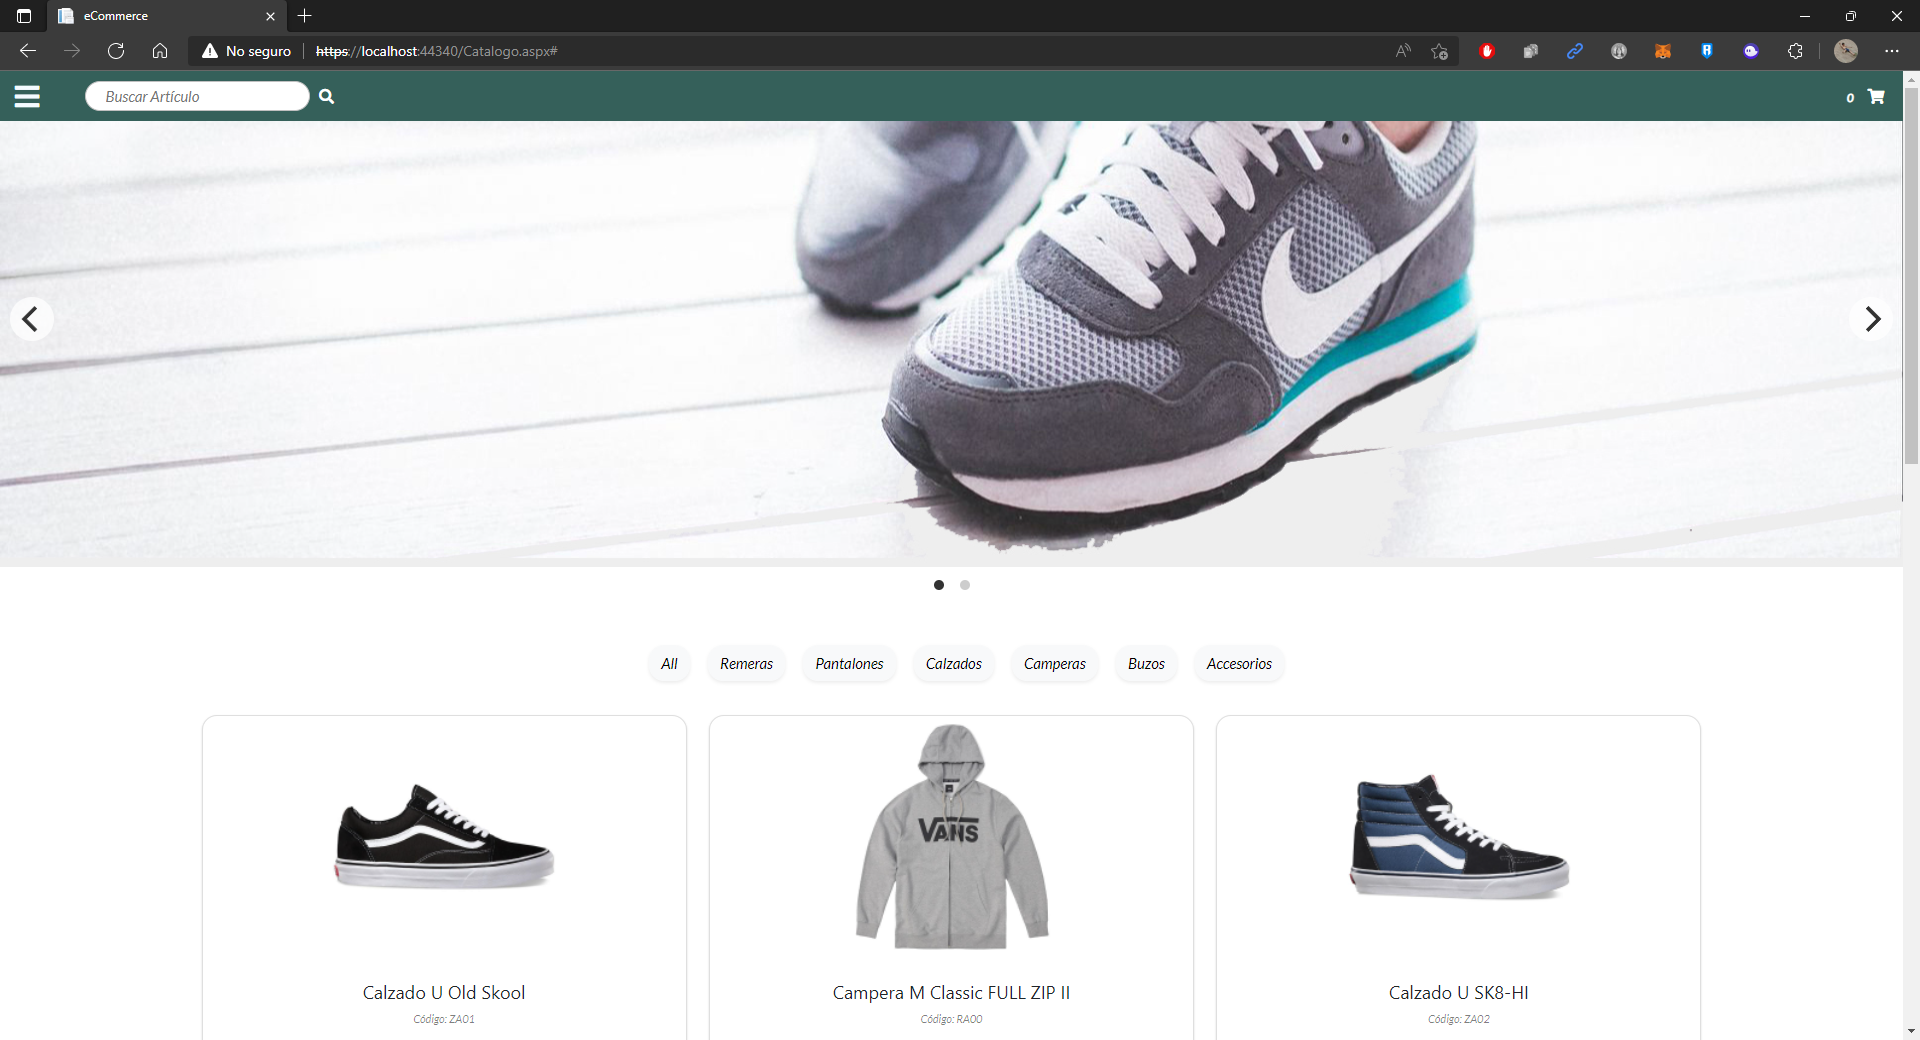 eCommerce
No seguro https://localhost:44340/Catalogo.aspx#
Buscar Artículo
0
All Remeras Pantalones Calzados Camperas Buzos Accesorios
VANS
Calzado U Old Skool Campera M Classic FULL ZIP II Calzado U SK8-HI
Código: ZA01 Código: RA00 Código: ZA02